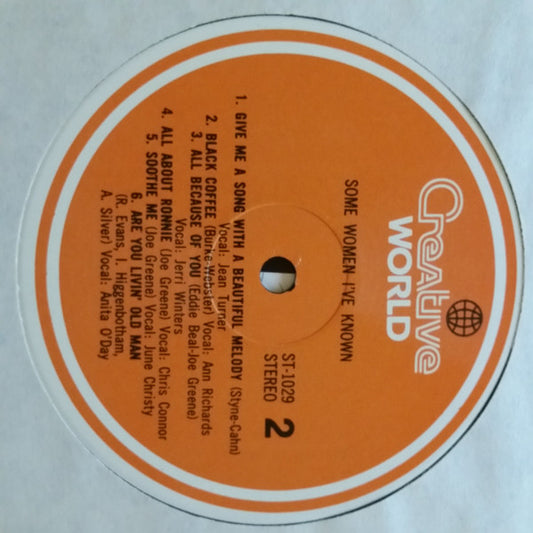 Creative
WORLD
SOME WOMEN I'VE KNOWN
ST-1029
STEREO
2
1. GIVE ME A SONG WITH A BEAUTIFUL MELODY (Styne-Cahn)
Vocal: Jean Turner
2. BLACK COFFEE (Burke-Webster) Vocal: Ann Richards
3. ALL BECAUSE OF YOU (Eddie Beal-Joe Greene)
Vocal: Jerri Winters
4. ALL ABOUT RONNIE (Joe Greene) Vocal: Chris Connor
5. SOOTHE ME (Joe Greene) Vocal: June Christy
6. ARE YOU LIVIN' OLD MAN
(R. Evans, I. Higgenbotham,
A. Silver) Vocal: Anita O'Day